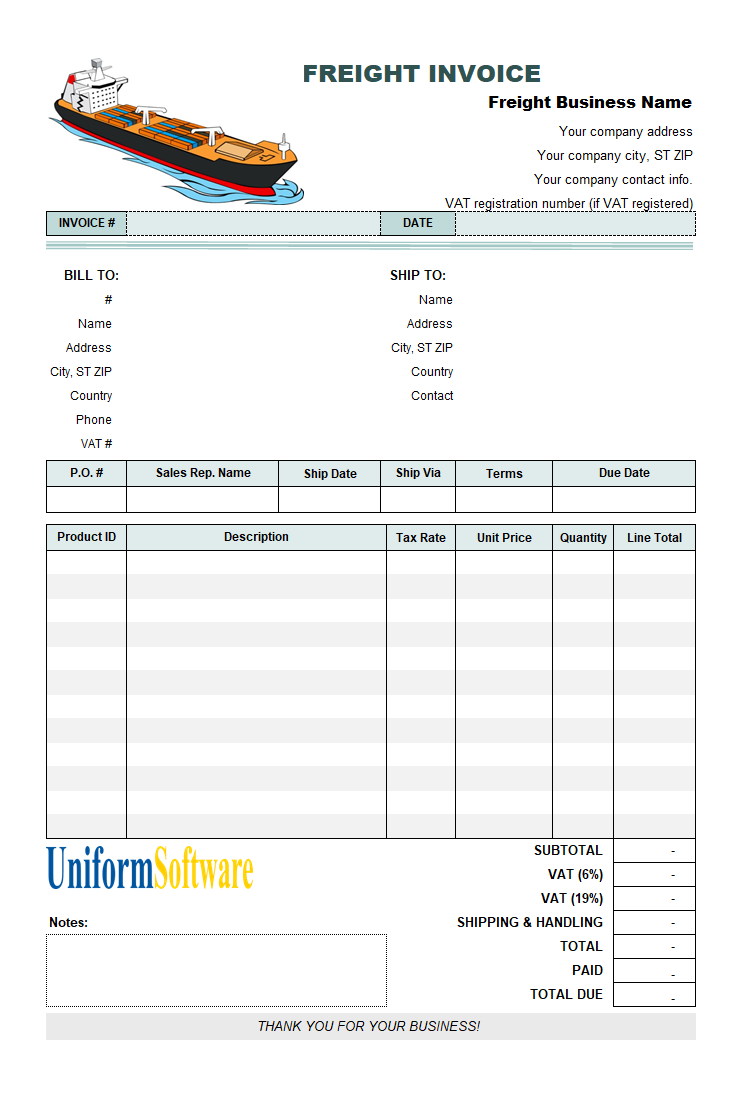 FREIGHT INVOICE
Freight Business Name
Your company address
Your company city, ST ZIP
Your company contact info.
VAT registration number (if VAT registered)
INVOICE # DATE
BILL TO: SHIP TO:
# Name
Name Address
Address City, ST ZIP
City, ST ZIP Country
Country Contact
Phone
VAT #
P.O. # Sales Rep. Name Ship Date Ship Via Terms Due Date
Product ID Description Tax Rate Unit Price Quantity Line Total
UniformSoftware
SUBTOTAL -
VAT (6%) -
VAT (19%) -
Notes: SHIPPING & HANDLING -
TOTAL -
PAID -
TOTAL DUE -
THANK YOU FOR YOUR BUSINESS!